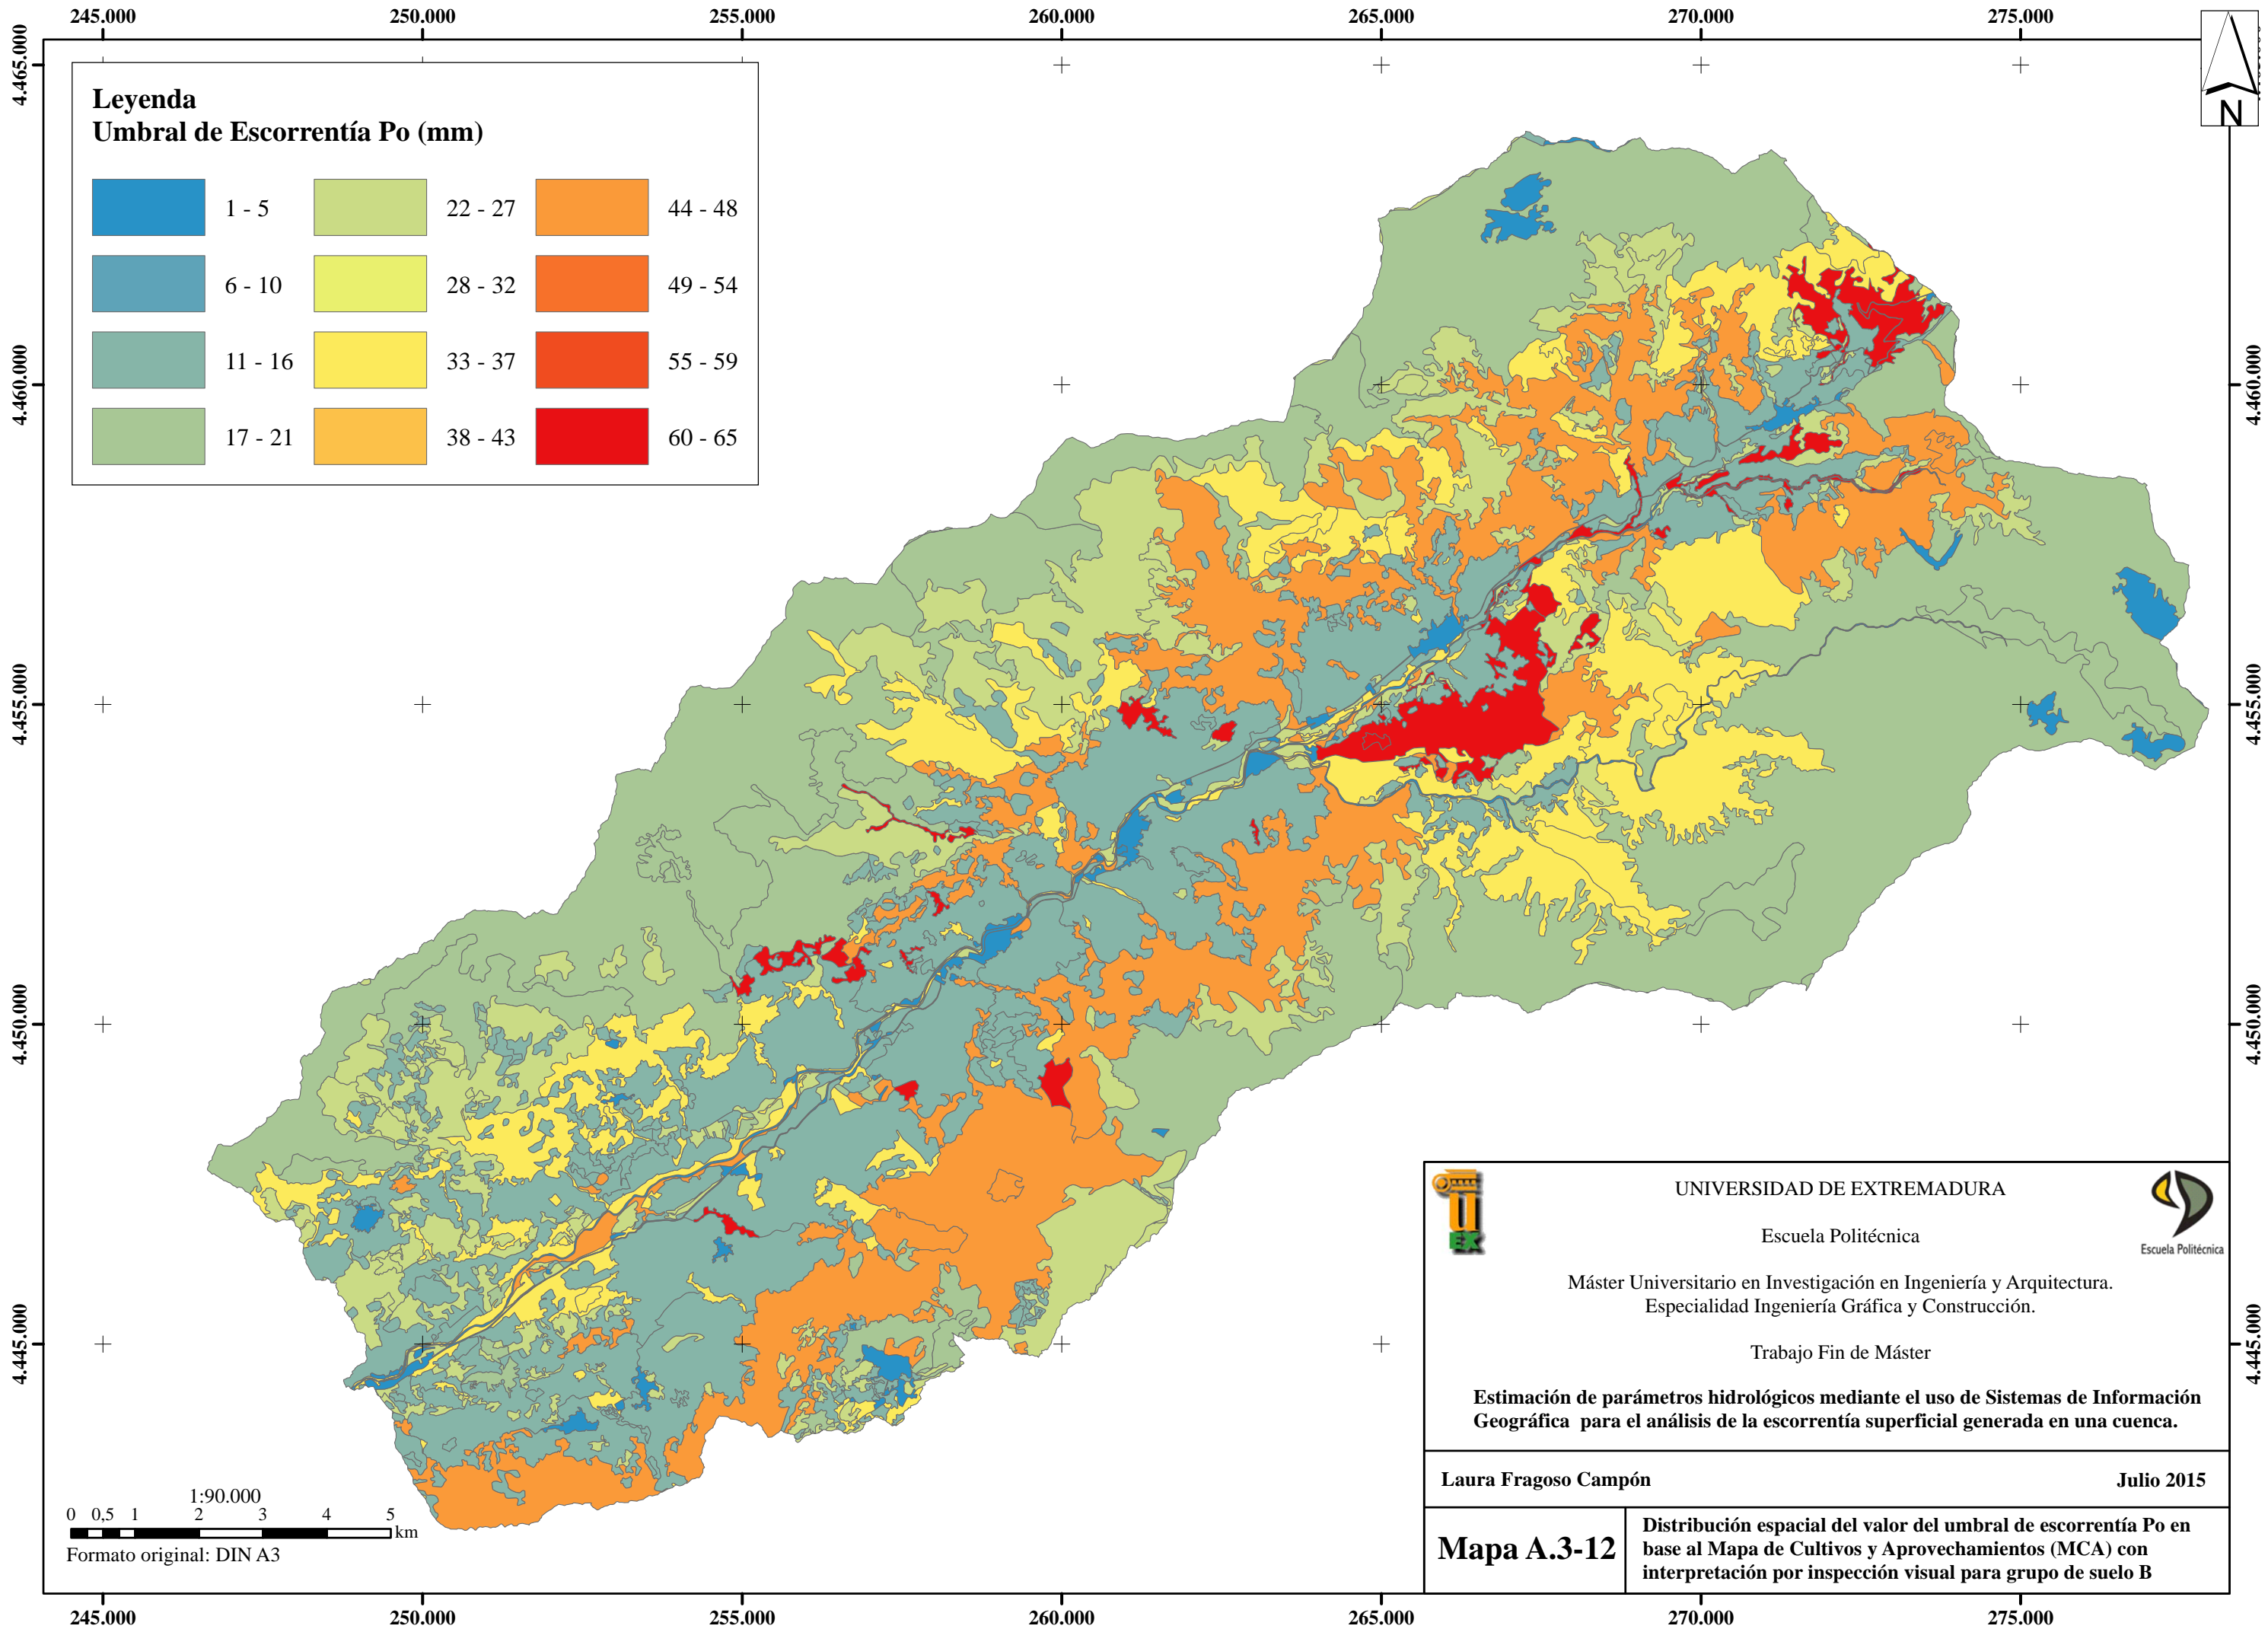 245.000 250.000 255.000 260.000 265.000 270.000 275.000
4.465.000
4.460.000
4.455.000
4.450.000
4.445.000
Leyenda
Umbral de Escorrentía Po (mm)
1 - 5
6 - 10
11 - 16
17 - 21
22 - 27
28 - 32
33 - 37
38 - 43
44 - 48
49 - 54
55 - 59
60 - 65
N
4.460.000
4.455.000
4.450.000
4.445.000
1:90.000
0 0,5 1 2 3 4 5
km
Formato original: DIN A3
UEX
Escuela Politécnica
UNIVERSIDAD DE EXTREMADURA
Escuela Politécnica
Máster Universitario en Investigación en Ingeniería y Arquitectura.
Especialidad Ingeniería Gráfica y Construcción.
Trabajo Fin de Máster
Estimación de parámetros hidrológicos mediante el uso de Sistemas de Información
Geográfica para el análisis de la escorrentía superficial generada en una cuenca.
Laura Fragoso Campón Julio 2015
Mapa A.3-12
Distribución espacial del valor del umbral de escorrentía Po en
base al Mapa de Cultivos y Aprovechamientos (MCA) con
interpretación por inspección visual para grupo de suelo B
245.000 250.000 255.000 260.000 265.000 270.000 275.000